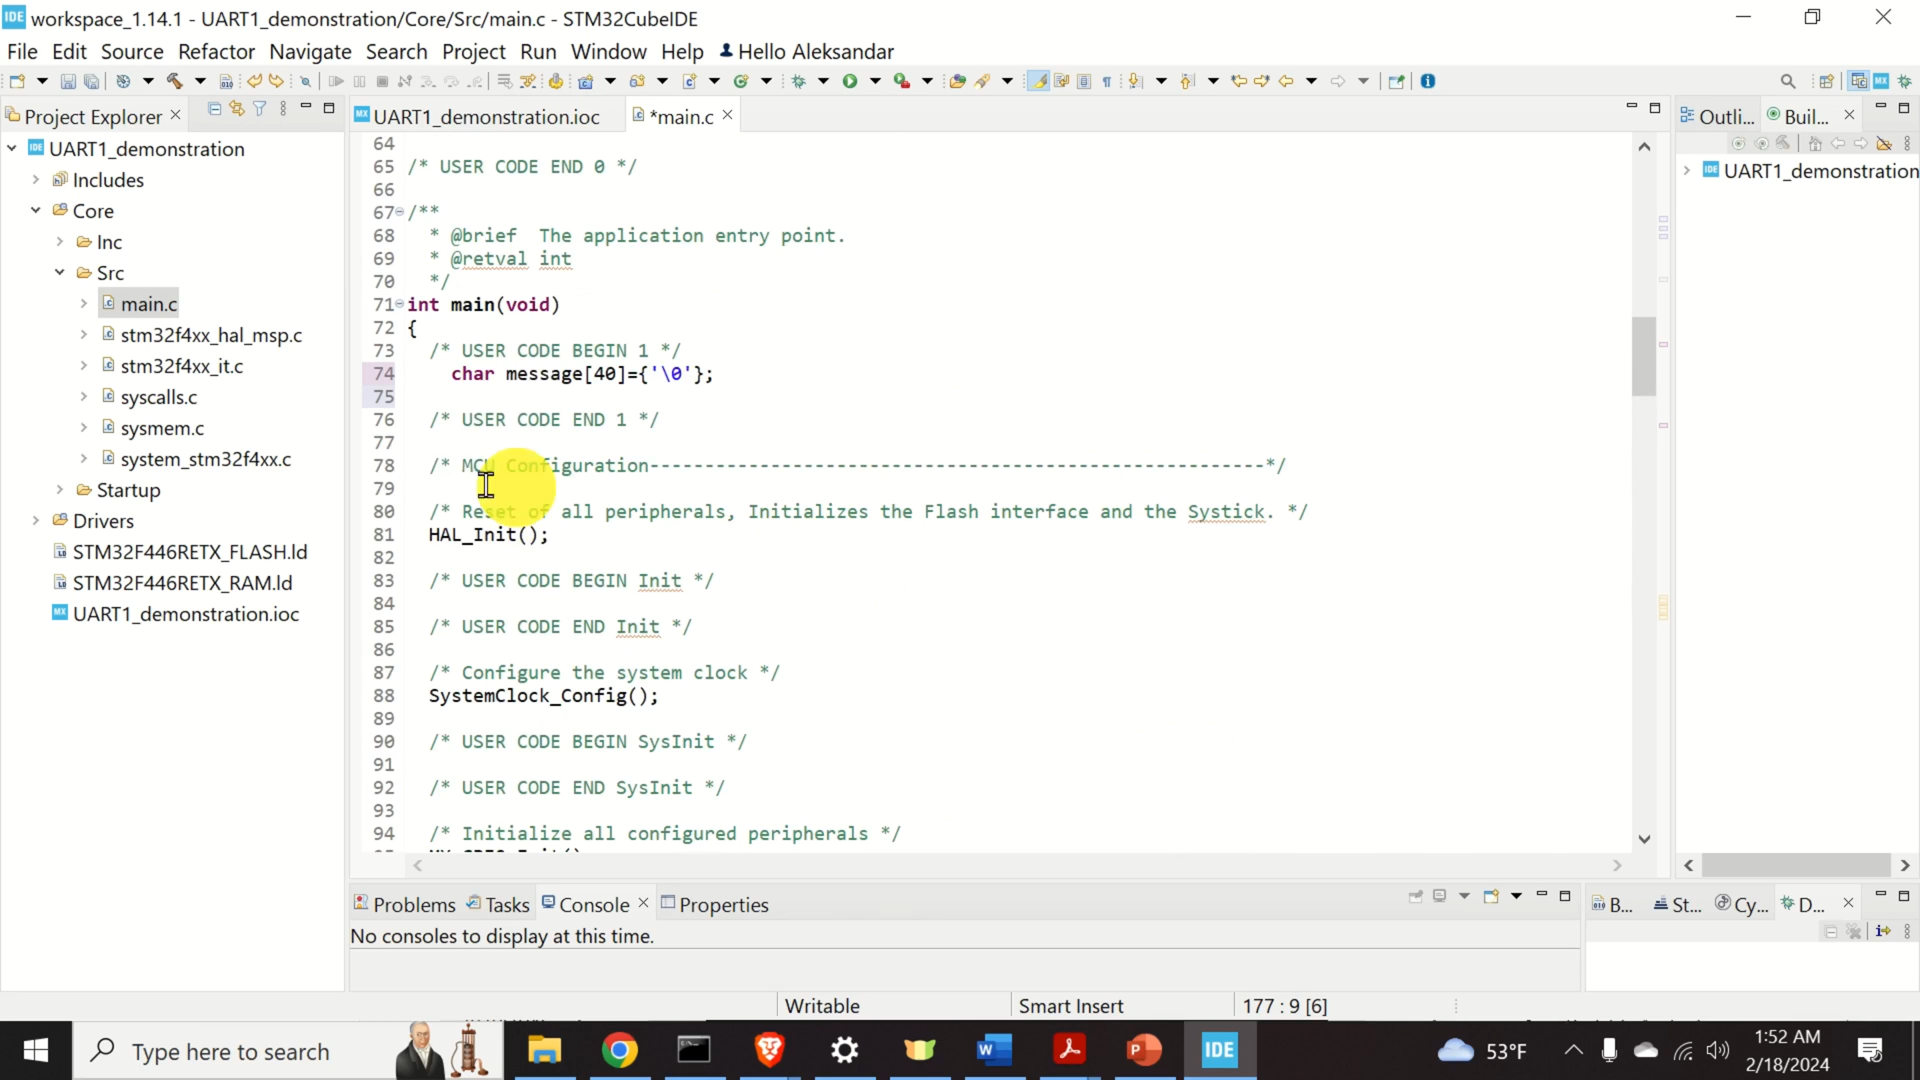 IDE workspace_1.14.1 - UART1_demonstration/Core/Src/main.c - STM32CubeIDE
File Edit Source Refactor Navigate Search Project Run Window Help Hello Aleksandar
Project Explorer
UART1_demonstration
Includes
Core
Inc
Src
main.c
stm32f4xx_hal_msp.c
stm32f4xx_it.c
syscalls.c
sysmem.c
system_stm32f4xx.c
Startup
Drivers
STM32F446RETX_FLASH.ld
STM32F446RETX_RAM.ld
UART1_demonstration.ioc
UART1_demonstration.ioc *main.c
64
65 /* USER CODE END 0 */
66
67 /**
68 * @brief The application entry point.
69 * @retval int
70 */
71 int main(void)
72 {
73 /* USER CODE BEGIN 1 */
74 char message[40]={'\0'};
75
76 /* USER CODE END 1 */
77
78 /* MCU Configuration--------------------------------------------------------*/
79
80 /* Reset of all peripherals, Initializes the Flash interface and the Systick. */
81 HAL_Init();
82
83 /* USER CODE BEGIN Init */
84
85 /* USER CODE END Init */
86
87 /* Configure the system clock */
88 SystemClock_Config();
89
90 /* USER CODE BEGIN SysInit */
91
92 /* USER CODE END SysInit */
93
94 /* Initialize all configured peripherals */
Outli... Buil...
IDE UART1_demonstration
Problems Tasks Console Properties
No consoles to display at this time.
B... St... Cy... D...
Writable Smart Insert 177 : 9 [6]
Type here to search
IDE
53°F
1:52 AM
2/18/2024